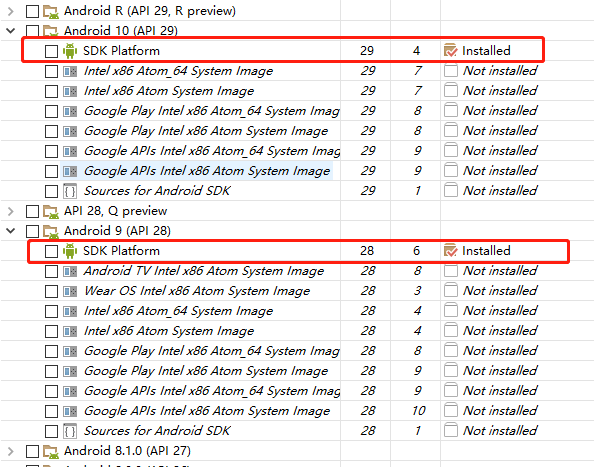 Android R (API 29, R preview)
Android 10 (API 29)
SDK Platform 29 4 Installed
Intel x86 Atom_64 System Image 29 7 Not installed
Intel x86 Atom System Image 29 7 Not installed
Google Play Intel x86 Atom_64 System Imag 29 8 Not installed
Google Play Intel x86 Atom System Image 29 8 Not installed
Google APIs Intel x86 Atom_64 System Imag 29 9 Not installed
Google APIs Intel x86 Atom System Image 29 9 Not installed
Sources for Android SDK 29 1 Not installed
API 28, Q preview
Android 9 (API 28)
SDK Platform 28 6 Installed
Android TV Intel x86 Atom System Image 28 8 Not installed
Wear OS Intel x86 Atom System Image 28 3 Not installed
Intel x86 Atom_64 System Image 28 4 Not installed
Intel x86 Atom System Image 28 4 Not installed
Google Play Intel x86 Atom_64 System Imag 28 8 Not installed
Google Play Intel x86 Atom System Image 28 9 Not installed
Google APIs Intel x86 Atom_64 System Imag 28 9 Not installed
Google APIs Intel x86 Atom System Image 28 10 Not installed
Sources for Android SDK 28 1 Not installed
Android 8.1.0 (API 27)